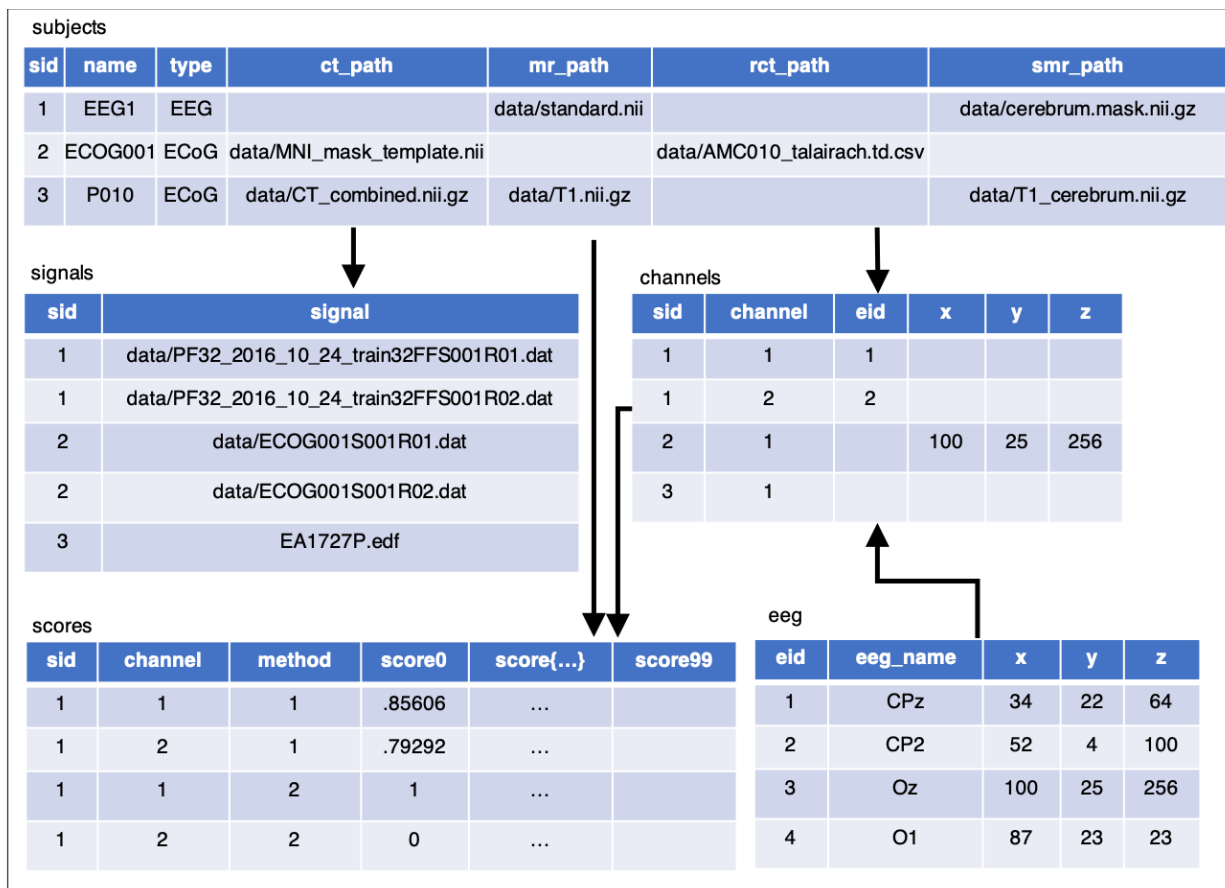 subjects
sid name type ct_path mr_path rct_path smr_path
1 EEG1 EEG data/standard.nii data/cerebrum.mask.nii.gz
2 ECOG001 ECoG data/MNI_mask_template.nii data/AMC010_talairach.td.csv
3 P010 ECoG data/CT_combined.nii.gz data/T1.nii.gz data/T1_cerebrum.nii.gz
signals
sid signal
1 data/PF32_2016_10_24_train32FFS001R01.dat
1 data/PF32_2016_10_24_train32FFS001R02.dat
2 data/ECOG001S001R01.dat
2 data/ECOG001S001R02.dat
3 EA1727P.edf
channels
sid channel eid x y z
1 1 1
1 2 2
2 1 100 25 256
3 1
scores
sid channel method score0 score{...} score99
1 1 1 .85606 ...
1 2 1 .79292 ...
1 1 2 1 ...
1 2 2 0 ...
eeg
eid eeg_name x y z
1 CPz 34 22 64
2 CP2 52 4 100
3 Oz 100 25 256
4 O1 87 23 23